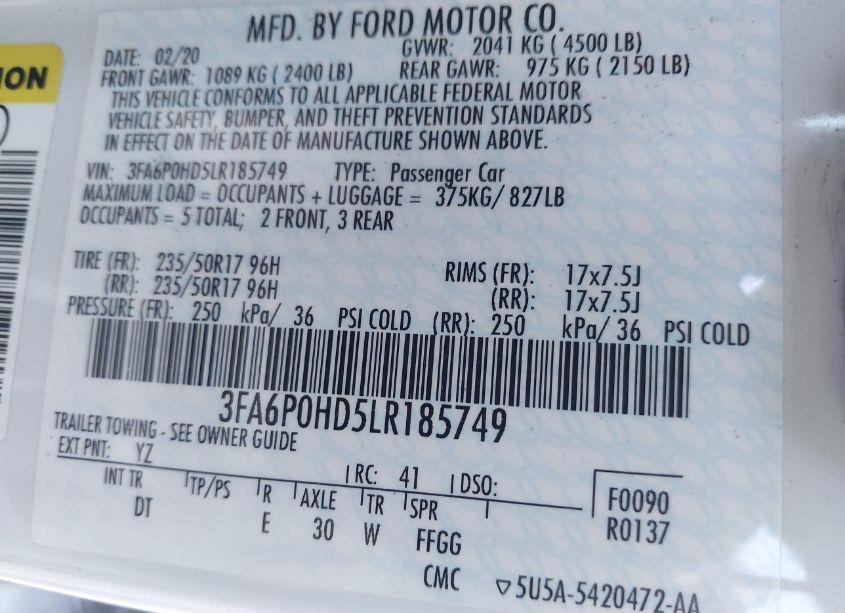 ION
MFD. BY FORD MOTOR CO.
DATE: 02/20 GVWR: 2041 KG ( 4500 LB)
FRONT GAWR: 1089 KG ( 2400 LB) REAR GAWR: 975 KG ( 2150 LB)
THIS VEHICLE CONFORMS TO ALL APPLICABLE FEDERAL MOTOR
VEHICLE SAFETY, BUMPER, AND THEFT PREVENTION STANDARDS
IN EFFECT ON THE DATE OF MANUFACTURE SHOWN ABOVE.
VIN: 3FA6P0HD5LR185749 TYPE: Passenger Car
MAXIMUM LOAD = OCCUPANTS + LUGGAGE = 375KG/ 827LB
OCCUPANTS = 5 TOTAL; 2 FRONT, 3 REAR
TIRE (FR): 235/50R17 96H RIMS (FR): 17x7.5J
(RR): 235/50R17 96H (RR): 17x7.5J
PRESSURE (FR): 250 kPa/ 36 PSI COLD (RR): 250 kPa/ 36 PSI COLD
3FA6P0HD5LR185749
TRAILER TOWING - SEE OWNER GUIDE
EXT PNT: YZ RC: 41 DSO:
INT TR TP/PS R AXLE TR SPR F0090
DT E 30 W FFGG R0137
CMC 5U5A-5420472-AA